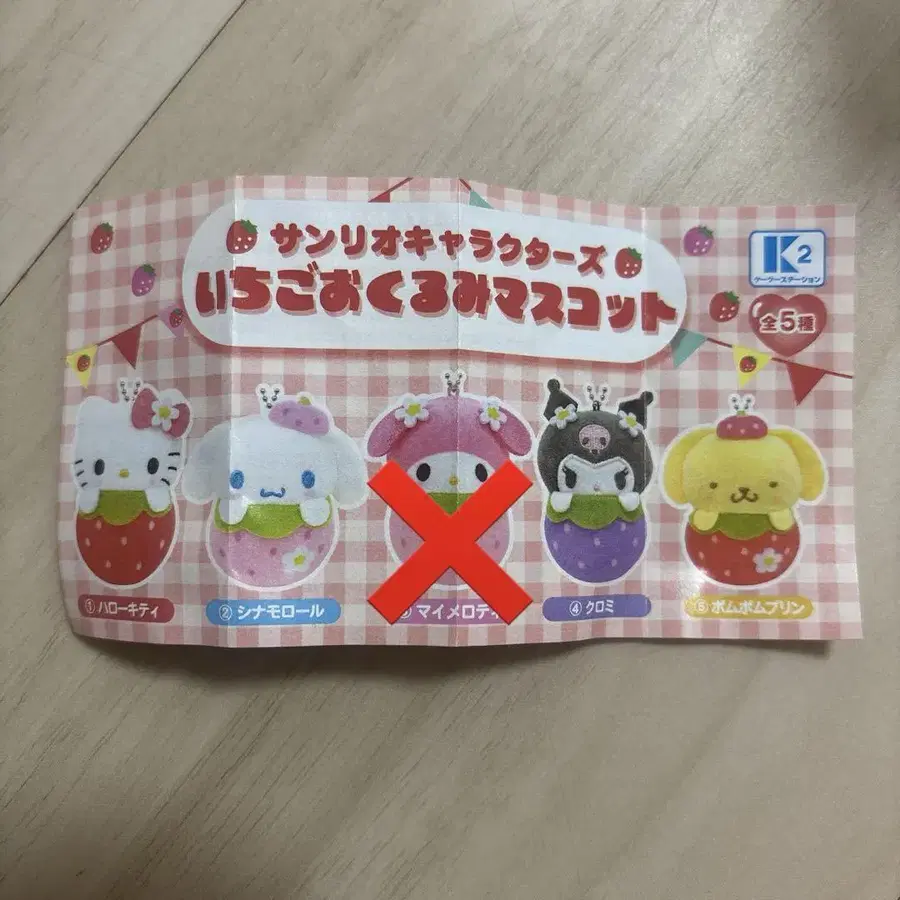 サンリオキャラクターズ
いちごおくるみマスコット
K2
ケーツーステーション
全5種
① ハローキティ
② シナモロール
マイメロディ
④ クロミ
⑤ ポムポムプリン